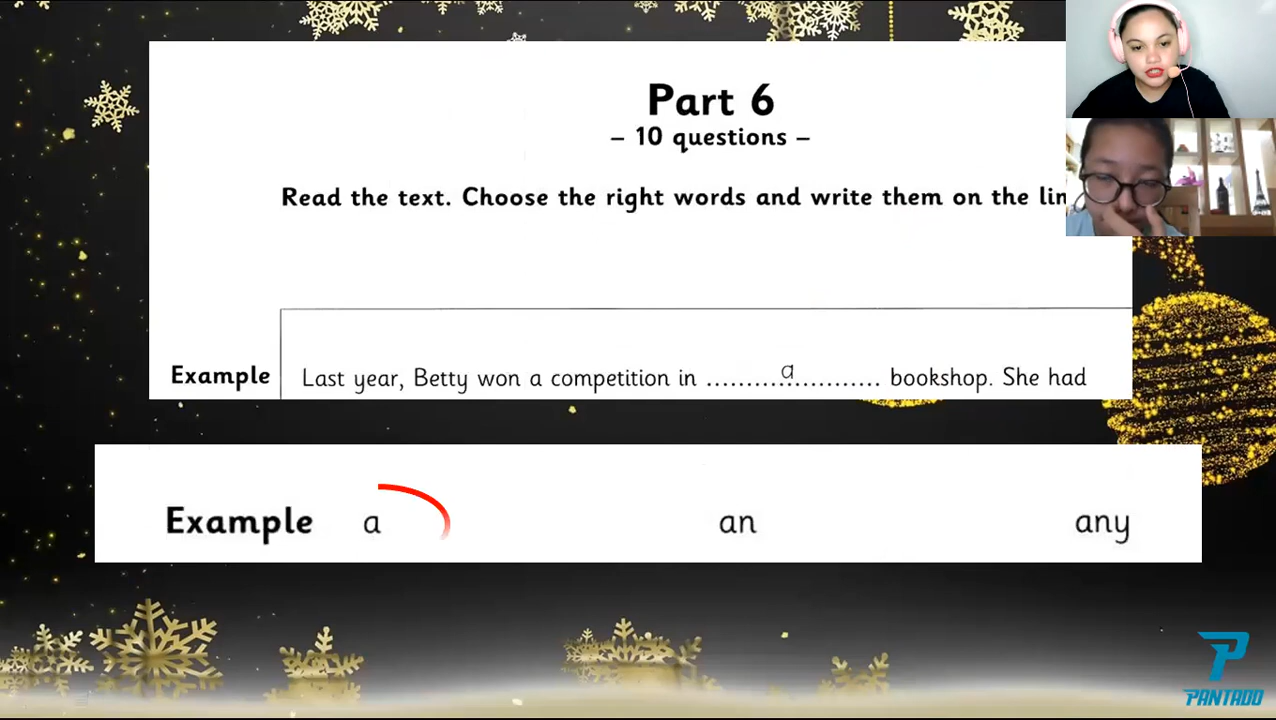 Part 6
– 10 questions –
Read the text. Choose the right words and write them on the
Example Last year, Betty won a competition in ........a........ bookshop. She had
Example a an any
PANTADO